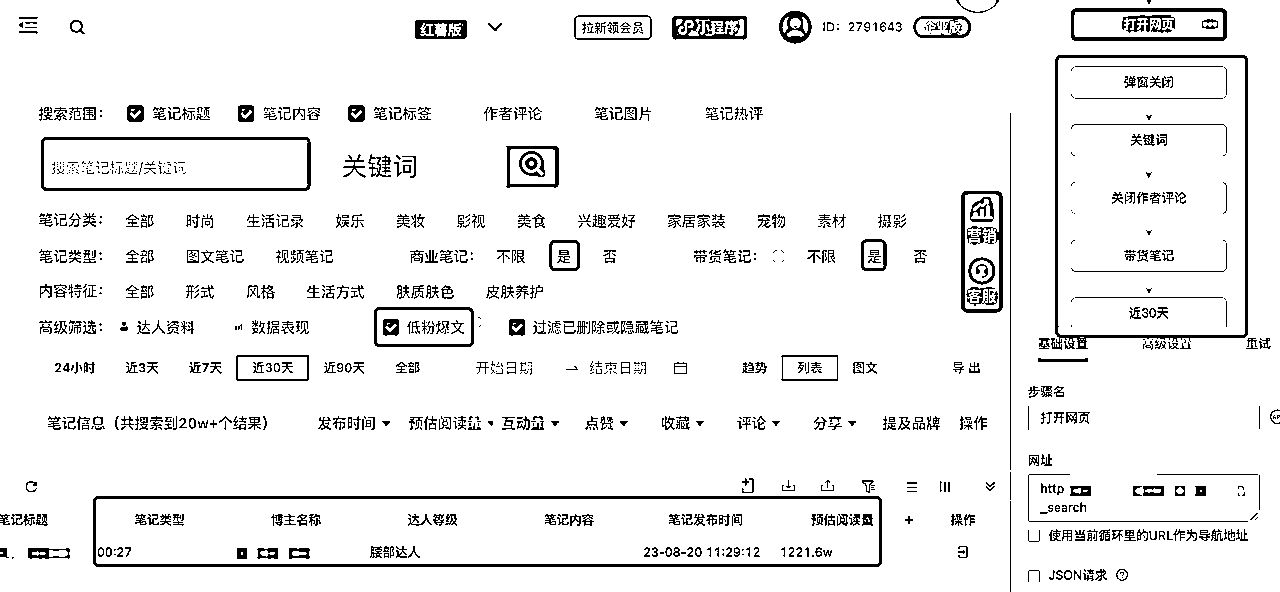 红薯版 拉新领会员 小程序 ID: 2791643 企业版
搜索范围: 笔记标题 笔记内容 笔记标签 作者评论 笔记图片 笔记热评
搜索笔记标题/关键词 关键词
笔记分类: 全部 时尚 生活记录 娱乐 美妆 影视 美食 兴趣爱好 家居家装 宠物 素材 摄影
笔记类型: 全部 图文笔记 视频笔记 商业笔记: 不限 是 否 带货笔记: 不限 是 否
内容特征: 全部 形式 风格 生活方式 肤质肤色 皮肤养护
高级筛选: 达人资料 数据表现 低粉爆文 过滤已删除或隐藏笔记
24小时 近3天 近7天 近30天 近90天 全部 开始日期 → 结束日期 趋势 列表 图文 导出
笔记信息（共搜索到20w+个结果） 发布时间 预估阅读量 互动量 点赞 收藏 评论 分享 提及品牌 操作
营销
客服
笔记标题 笔记类型 博主名称 达人等级 笔记内容 笔记发布时间 预估阅读量 + 操作
00:27 腰部达人 23-08-20 11:29:12 1221.6w
打开网页
弹窗关闭
关键词
关闭作者评论
带货笔记
近30天
基础设置 高级设置 重试
步骤名
打开网页
网址
http
_search
使用当前循环里的URL作为导航地址
JSON请求